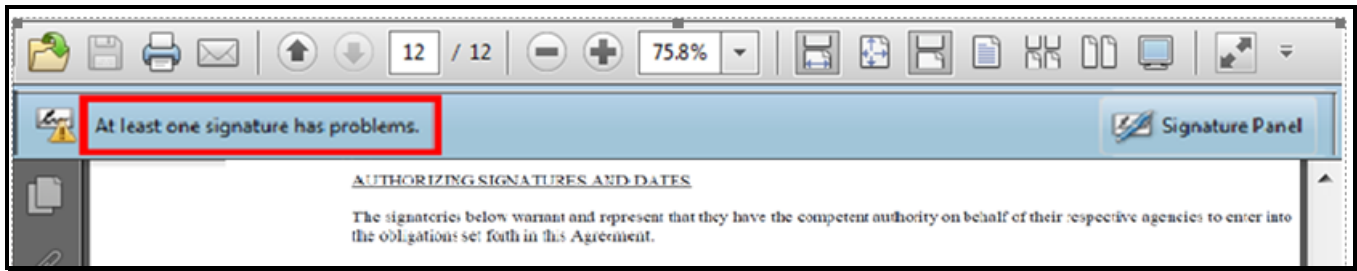 12 / 12 75.8%
At least one signature has problems.
Signature Panel
AUTHORIZING SIGNATURES AND DATES
The signatories below warrant and represent that they have the competent authority on behalf of their respective agencies to enter into
the obligations set forth in this Agreement.